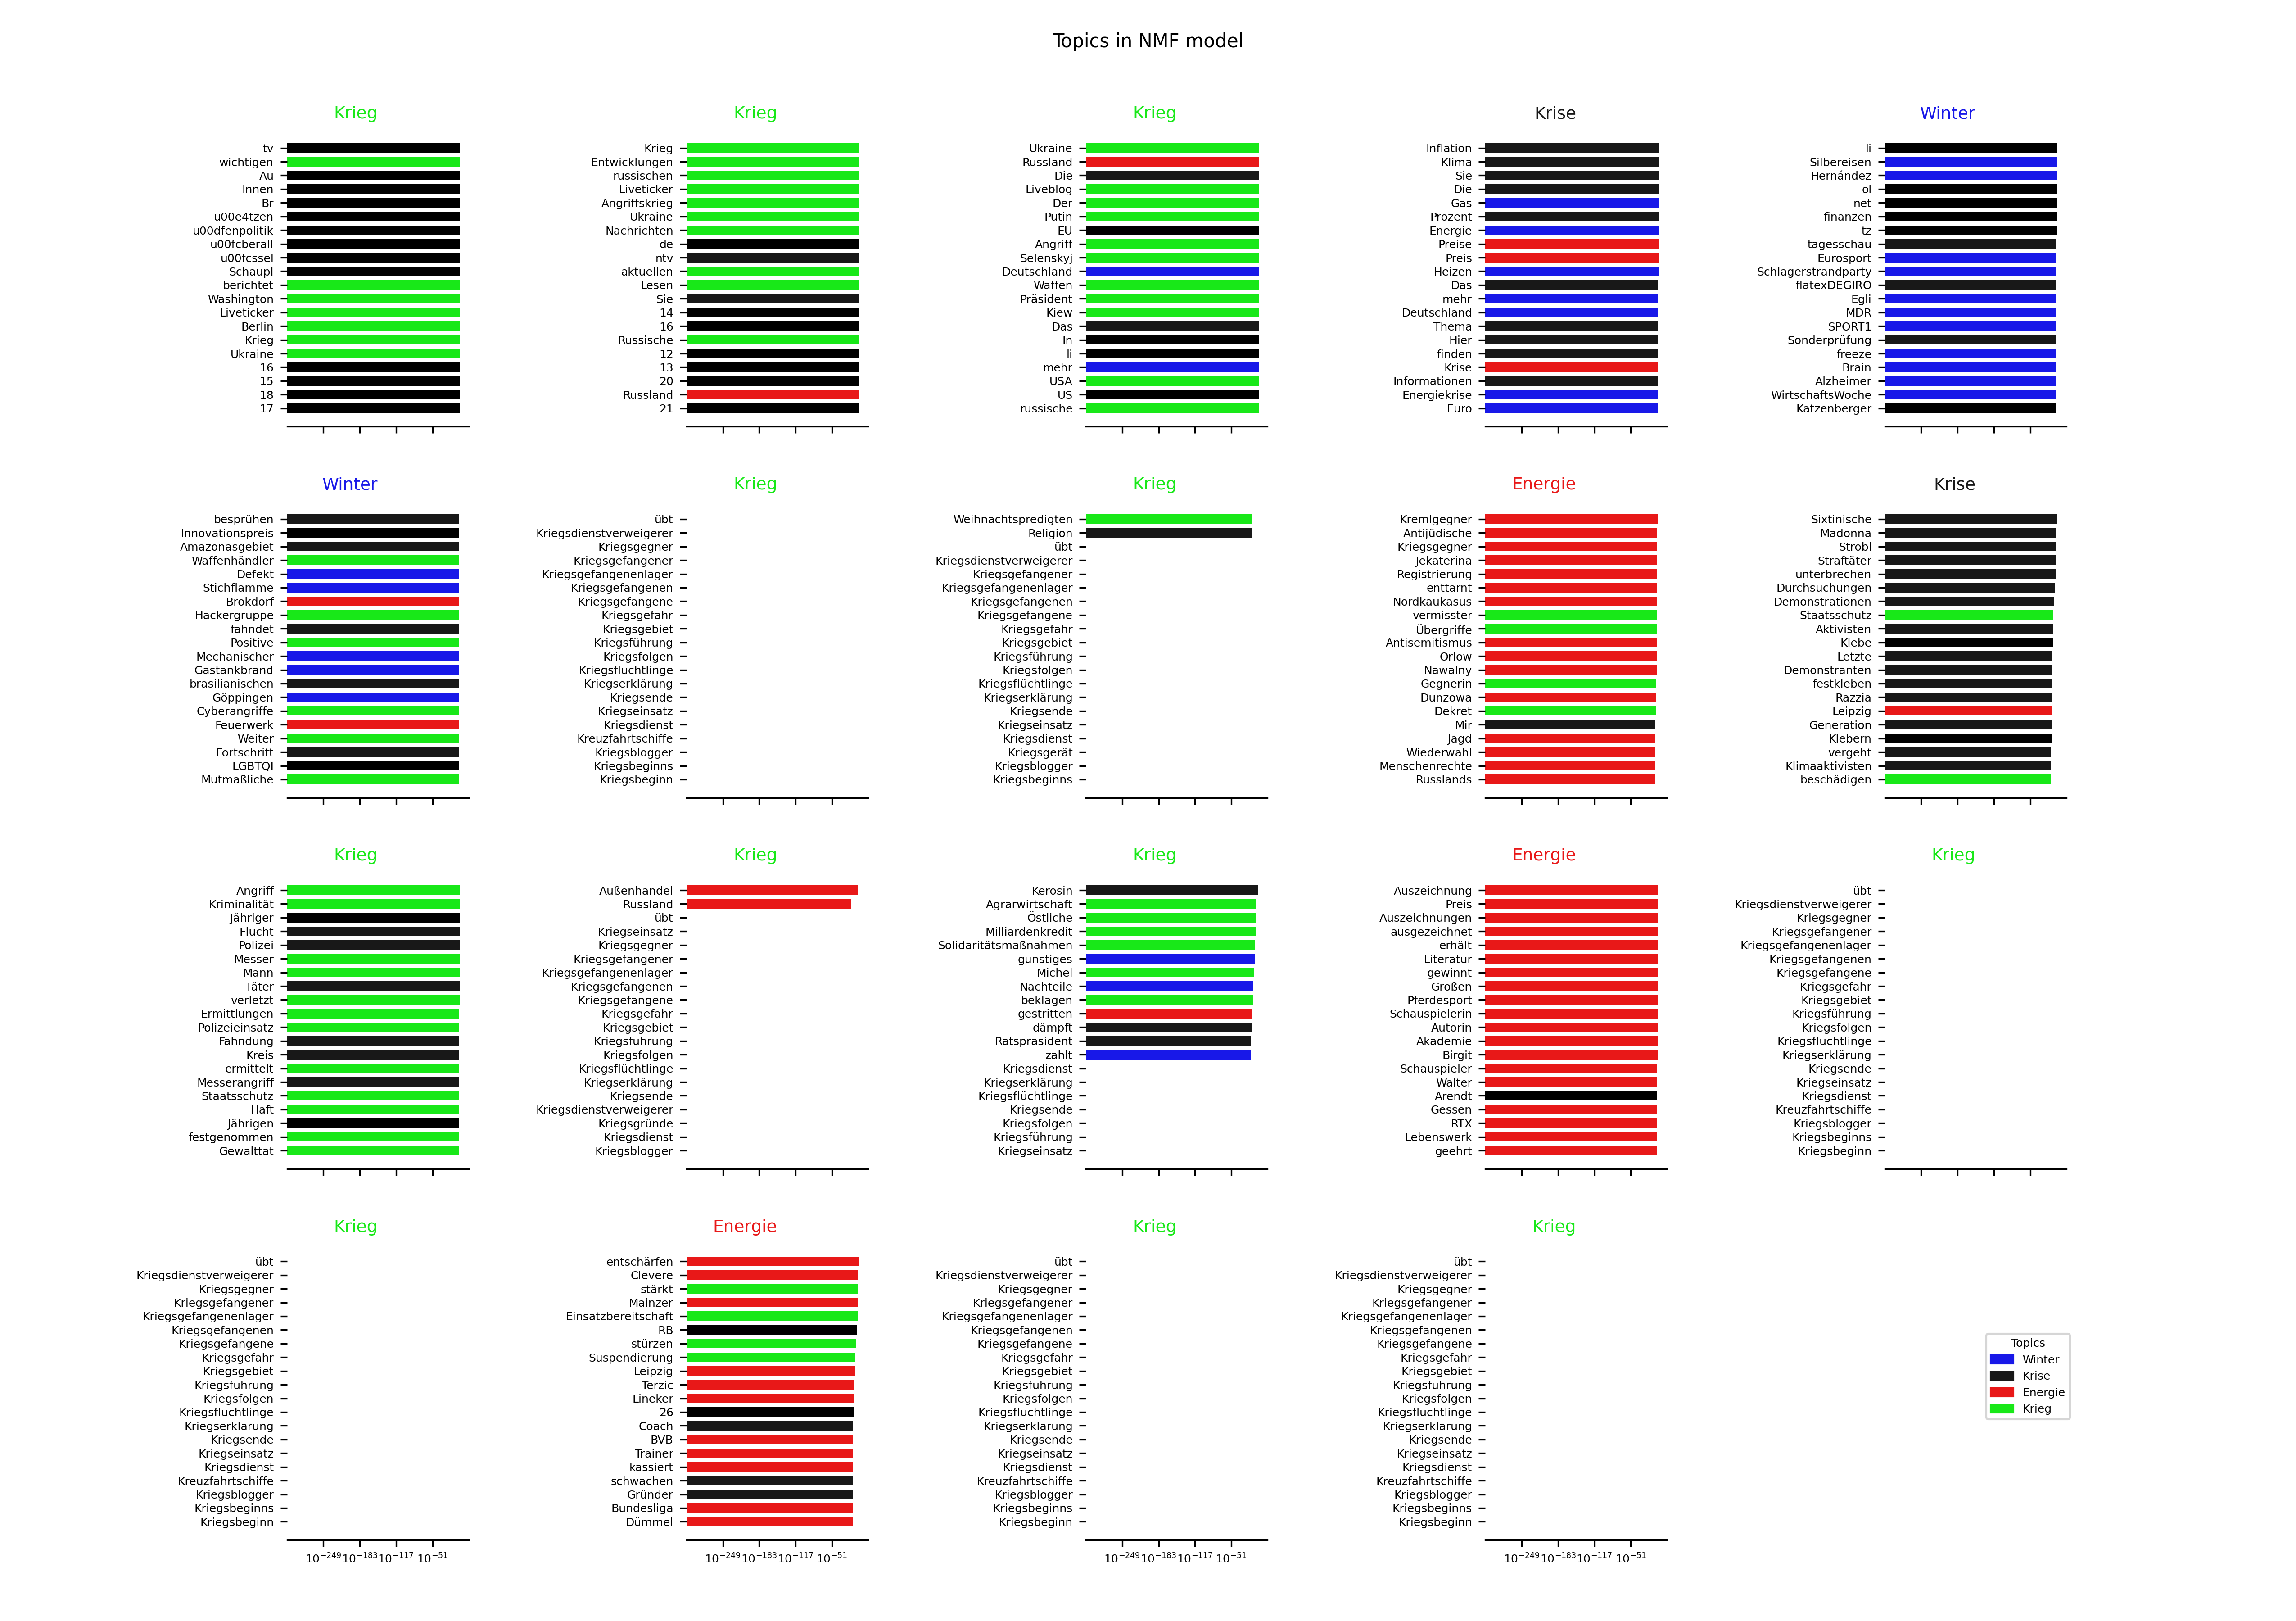 Topics in NMF model
Krieg
tv
wichtigen
Au
Innen
Br
u00e4tzen
u00dfenpolitik
u00fcberall
u00fcssel
Schaupl
berichtet
Washington
Liveticker
Berlin
Krieg
Ukraine
16
15
18
17
Krieg
Krieg
Entwicklungen
russischen
Liveticker
Angriffskrieg
Ukraine
Nachrichten
de
ntv
aktuellen
Lesen
Sie
14
16
Russische
12
13
20
Russland
21
Krieg
Ukraine
Russland
Die
Liveblog
Der
Putin
EU
Angriff
Selenskyj
Deutschland
Waffen
Präsident
Kiew
Das
In
li
mehr
USA
US
russische
Krise
Inflation
Klima
Sie
Die
Gas
Prozent
Energie
Preise
Preis
Heizen
Das
mehr
Deutschland
Thema
Hier
finden
Krise
Informationen
Energiekrise
Euro
Winter
li
Silbereisen
Hernández
ol
net
finanzen
tz
tagesschau
Eurosport
Schlagerstrandparty
flatexDEGIRO
Egli
MDR
SPORT1
Sonderprüfung
freeze
Brain
Alzheimer
WirtschaftsWoche
Katzenberger
Winter
besprühen
Innovationspreis
Amazonasgebiet
Waffenhändler
Defekt
Stichflamme
Brokdorf
Hackergruppe
fahndet
Positive
Mechanischer
Gastankbrand
brasilianischen
Göppingen
Cyberangriffe
Feuerwerk
Weiter
Fortschritt
LGBTQI
Mutmaßliche
Krieg
übt
Kriegsdienstverweigerer
Kriegsgegner
Kriegsgefangener
Kriegsgefangenenlager
Kriegsgefangenen
Kriegsgefangene
Kriegsgefahr
Kriegsgebiet
Kriegsführung
Kriegsfolgen
Kriegsflüchtlinge
Kriegserklärung
Kriegsende
Kriegseinsatz
Kriegsdienst
Kreuzfahrtschiffe
Kriegsblogger
Kriegsbeginns
Kriegsbeginn
Krieg
Weihnachtspredigten
Religion
übt
Kriegsdienstverweigerer
Kriegsgefangener
Kriegsgefangenenlager
Kriegsgefangenen
Kriegsgefangene
Kriegsgefahr
Kriegsgebiet
Kriegsführung
Kriegsfolgen
Kriegsflüchtlinge
Kriegserklärung
Kriegsende
Kriegseinsatz
Kriegsdienst
Kriegsgerät
Kriegsblogger
Kriegsbeginns
Energie
Kremlgegner
Antijüdische
Kriegsgegner
Jekaterina
Registrierung
enttarnt
Nordkaukasus
vermisster
Übergriffe
Antisemitismus
Orlow
Nawalny
Gegnerin
Dunzowa
Dekret
Mir
Jagd
Wiederwahl
Menschenrechte
Russlands
Krise
Sixtinische
Madonna
Strobl
Straftäter
unterbrechen
Durchsuchungen
Demonstrationen
Staatsschutz
Aktivisten
Klebe
Letzte
Demonstranten
festkleben
Razzia
Leipzig
Generation
Klebern
vergeht
Klimaaktivisten
beschädigen
Krieg
Angriff
Kriminalität
Jähriger
Flucht
Polizei
Messer
Mann
Täter
verletzt
Ermittlungen
Polizeieinsatz
Fahndung
Kreis
ermittelt
Messerangriff
Staatsschutz
Haft
Jährigen
festgenommen
Gewalttat
Krieg
Außenhandel
Russland
übt
Kriegseinsatz
Kriegsgegner
Kriegsgefangener
Kriegsgefangenenlager
Kriegsgefangenen
Kriegsgefangene
Kriegsgefahr
Kriegsgebiet
Kriegsführung
Kriegsfolgen
Kriegsflüchtlinge
Kriegserklärung
Kriegsende
Kriegsdienstverweigerer
Kriegsgründe
Kriegsdienst
Kriegsblogger
Krieg
Kerosin
Agrarwirtschaft
Östliche
Milliardenkredit
Solidaritätsmaßnahmen
günstiges
Michel
Nachteile
beklagen
gestritten
dämpft
Ratspräsident
zahlt
Kriegsdienst
Kriegserklärung
Kriegsflüchtlinge
Kriegsende
Kriegsfolgen
Kriegsführung
Kriegseinsatz
Energie
Auszeichnung
Preis
Auszeichnungen
ausgezeichnet
erhält
Literatur
gewinnt
Großen
Pferdesport
Schauspielerin
Autorin
Akademie
Birgit
Schauspieler
Walter
Arendt
Gessen
RTX
Lebenswerk
geehrt
Krieg
übt
Kriegsdienstverweigerer
Kriegsgegner
Kriegsgefangener
Kriegsgefangenenlager
Kriegsgefangenen
Kriegsgefangene
Kriegsgefahr
Kriegsgebiet
Kriegsführung
Kriegsfolgen
Kriegsflüchtlinge
Kriegserklärung
Kriegsende
Kriegseinsatz
Kriegsdienst
Kreuzfahrtschiffe
Kriegsblogger
Kriegsbeginns
Kriegsbeginn
Krieg
übt
Kriegsdienstverweigerer
Kriegsgegner
Kriegsgefangener
Kriegsgefangenenlager
Kriegsgefangenen
Kriegsgefangene
Kriegsgefahr
Kriegsgebiet
Kriegsführung
Kriegsfolgen
Kriegsflüchtlinge
Kriegserklärung
Kriegsende
Kriegseinsatz
Kriegsdienst
Kreuzfahrtschiffe
Kriegsblogger
Kriegsbeginns
Kriegsbeginn
10⁻²⁴⁹ 10⁻¹⁸³ 10⁻¹¹⁷ 10⁻⁵¹
Energie
entschärfen
Clevere
stärkt
Mainzer
Einsatzbereitschaft
RB
stürzen
Suspendierung
Leipzig
Terzic
Lineker
26
Coach
BVB
Trainer
kassiert
schwachen
Gründer
Bundesliga
Dümmel
10⁻²⁴⁹ 10⁻¹⁸³ 10⁻¹¹⁷ 10⁻⁵¹
Krieg
übt
Kriegsdienstverweigerer
Kriegsgegner
Kriegsgefangener
Kriegsgefangenenlager
Kriegsgefangenen
Kriegsgefangene
Kriegsgefahr
Kriegsgebiet
Kriegsführung
Kriegsfolgen
Kriegsflüchtlinge
Kriegserklärung
Kriegsende
Kriegseinsatz
Kriegsdienst
Kreuzfahrtschiffe
Kriegsblogger
Kriegsbeginns
Kriegsbeginn
10⁻²⁴⁹ 10⁻¹⁸³ 10⁻¹¹⁷ 10⁻⁵¹
Krieg
übt
Kriegsdienstverweigerer
Kriegsgegner
Kriegsgefangener
Kriegsgefangenenlager
Kriegsgefangenen
Kriegsgefangene
Kriegsgefahr
Kriegsgebiet
Kriegsführung
Kriegsfolgen
Kriegsflüchtlinge
Kriegserklärung
Kriegsende
Kriegseinsatz
Kriegsdienst
Kreuzfahrtschiffe
Kriegsblogger
Kriegsbeginns
Kriegsbeginn
10⁻²⁴⁹ 10⁻¹⁸³ 10⁻¹¹⁷ 10⁻⁵¹
Topics
Winter
Krise
Energie
Krieg